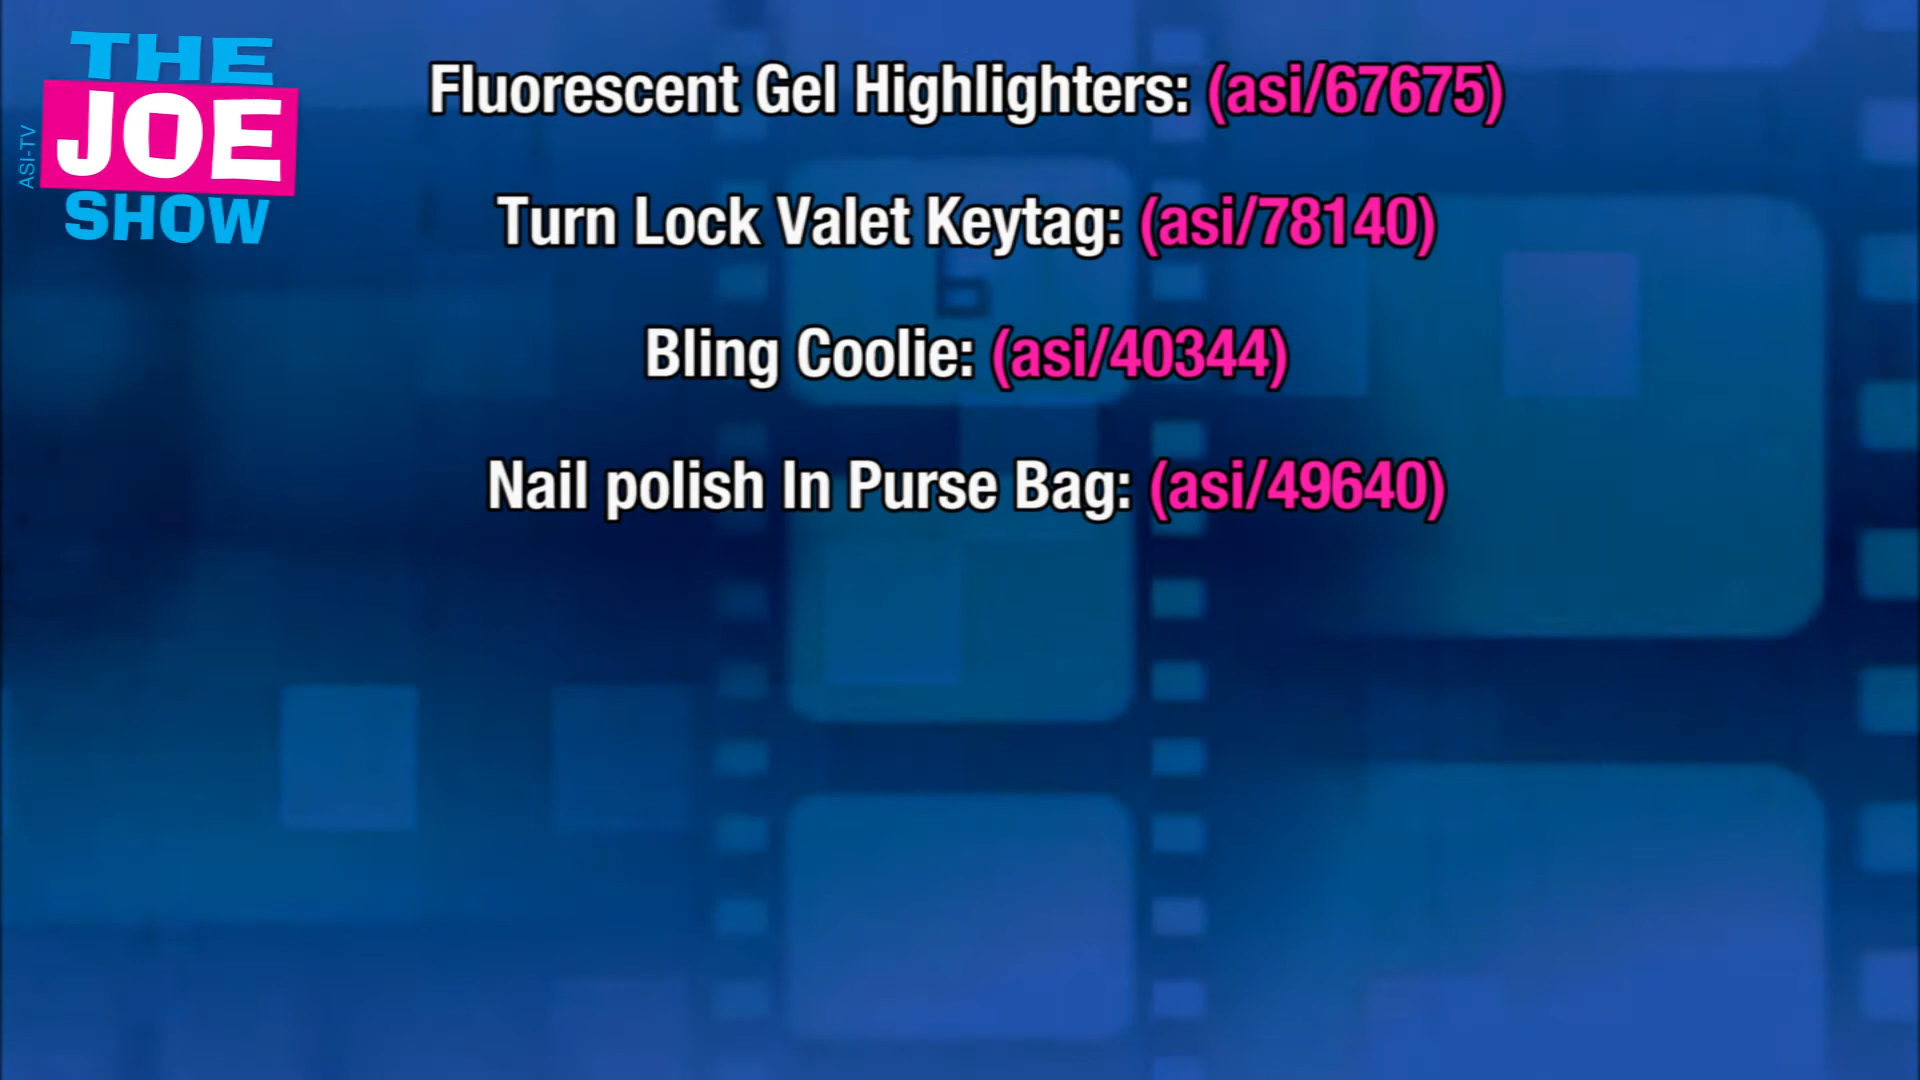 THE
JOE
SHOW
ASI-TV
Fluorescent Gel Highlighters: (asi/67675)
Turn Lock Valet Keytag: (asi/78140)
Bling Coolie: (asi/40344)
Nail polish In Purse Bag: (asi/49640)